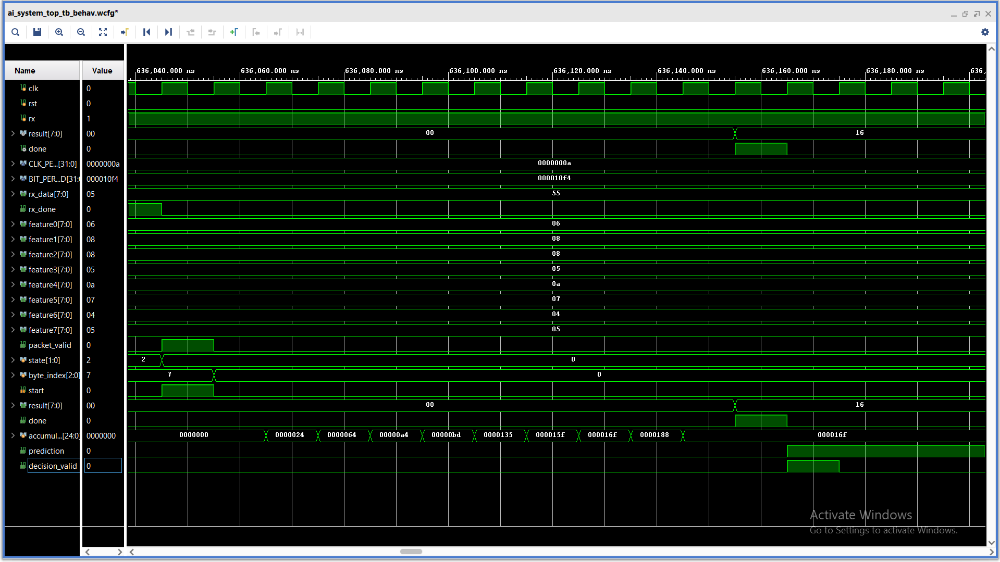 ai_system_top_tb_behav.wcfg*
Name Value
636,040.000 ns 636,060.000 ns 636,080.000 ns 636,100.000 ns 636,120.000 ns 636,140.000 ns 636,160.000 ns 636,180.000 ns 636,
clk 0
rst 0
rx 1
result[7:0] 00 00 16
done 0
CLK_PE...[31:0] 0000000a 0000000a
BIT_PER...D[31:0 000010f4 000010f4
rx_data[7:0] 05 55
rx_done 0
feature0[7:0] 06 06
feature1[7:0] 08 08
feature2[7:0] 08 08
feature3[7:0] 05 05
feature4[7:0] 0a 0a
feature5[7:0] 07 07
feature6[7:0] 04 04
feature7[7:0] 05 05
packet_valid 0
state[1:0] 2 2 0
byte_index[2:0] 7 7 0
start 0
result[7:0] 00 00 16
done 0
accumul...[24:0] 0000000 0000000 0000024 0000064 00000a4 00000bd 0000135 000015f 000016f 0000188 000016f
prediction 0
decision_valid 0
Activate Windows
Go to Settings to activate Windows.